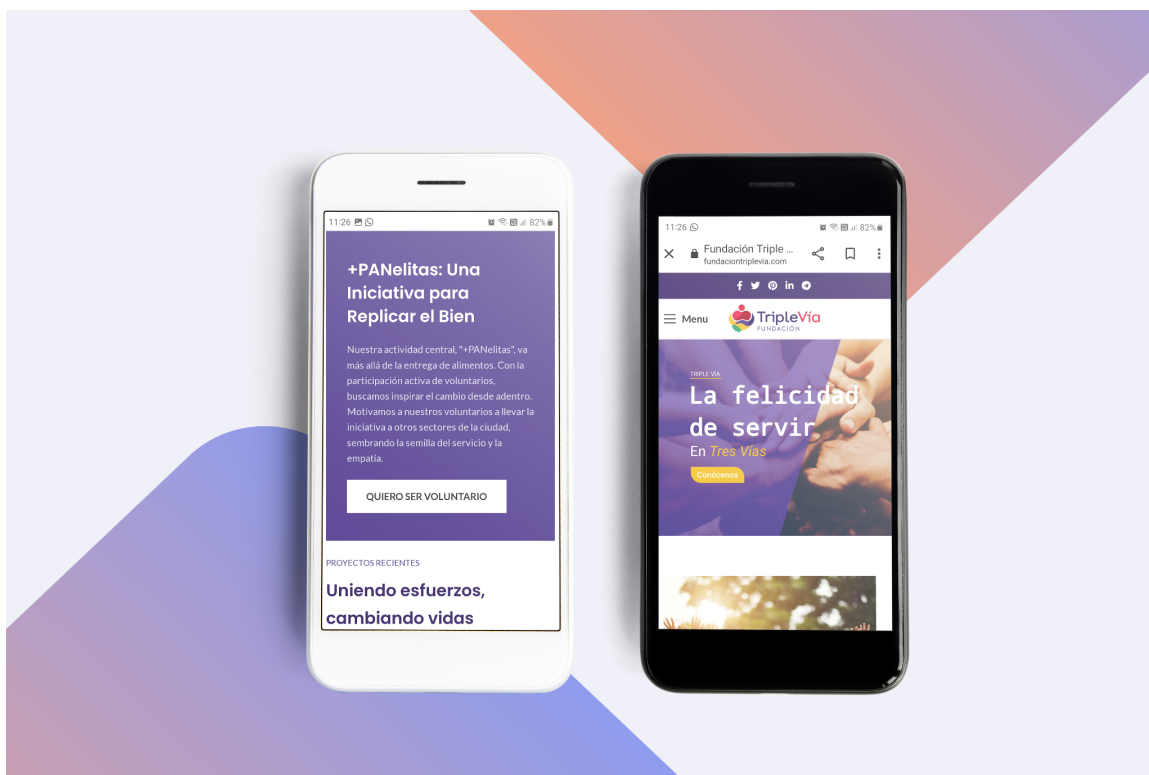 11:26
82%
+PANelitas: Una
Iniciativa para
Replicar el Bien
Nuestra actividad central, "+PANelitas", va
más allá de la entrega de alimentos. Con la
participación activa de voluntarios,
buscamos inspirar el cambio desde adentro.
Motivamos a nuestros voluntarios a llevar la
iniciativa a otros sectores de la ciudad,
sembrando la semilla del servicio y la
empatía.
QUIERO SER VOLUNTARIO
PROYECTOS RECIENTES
Uniendo esfuerzos,
cambiando vidas
11:26
82%
Fundación Triple ...
fundaciontriplevia.com
Menu
TripleVía
FUNDACIÓN
TRIPLE VÍA
La felicidad
de servir
En Tres Vías
Conócenos